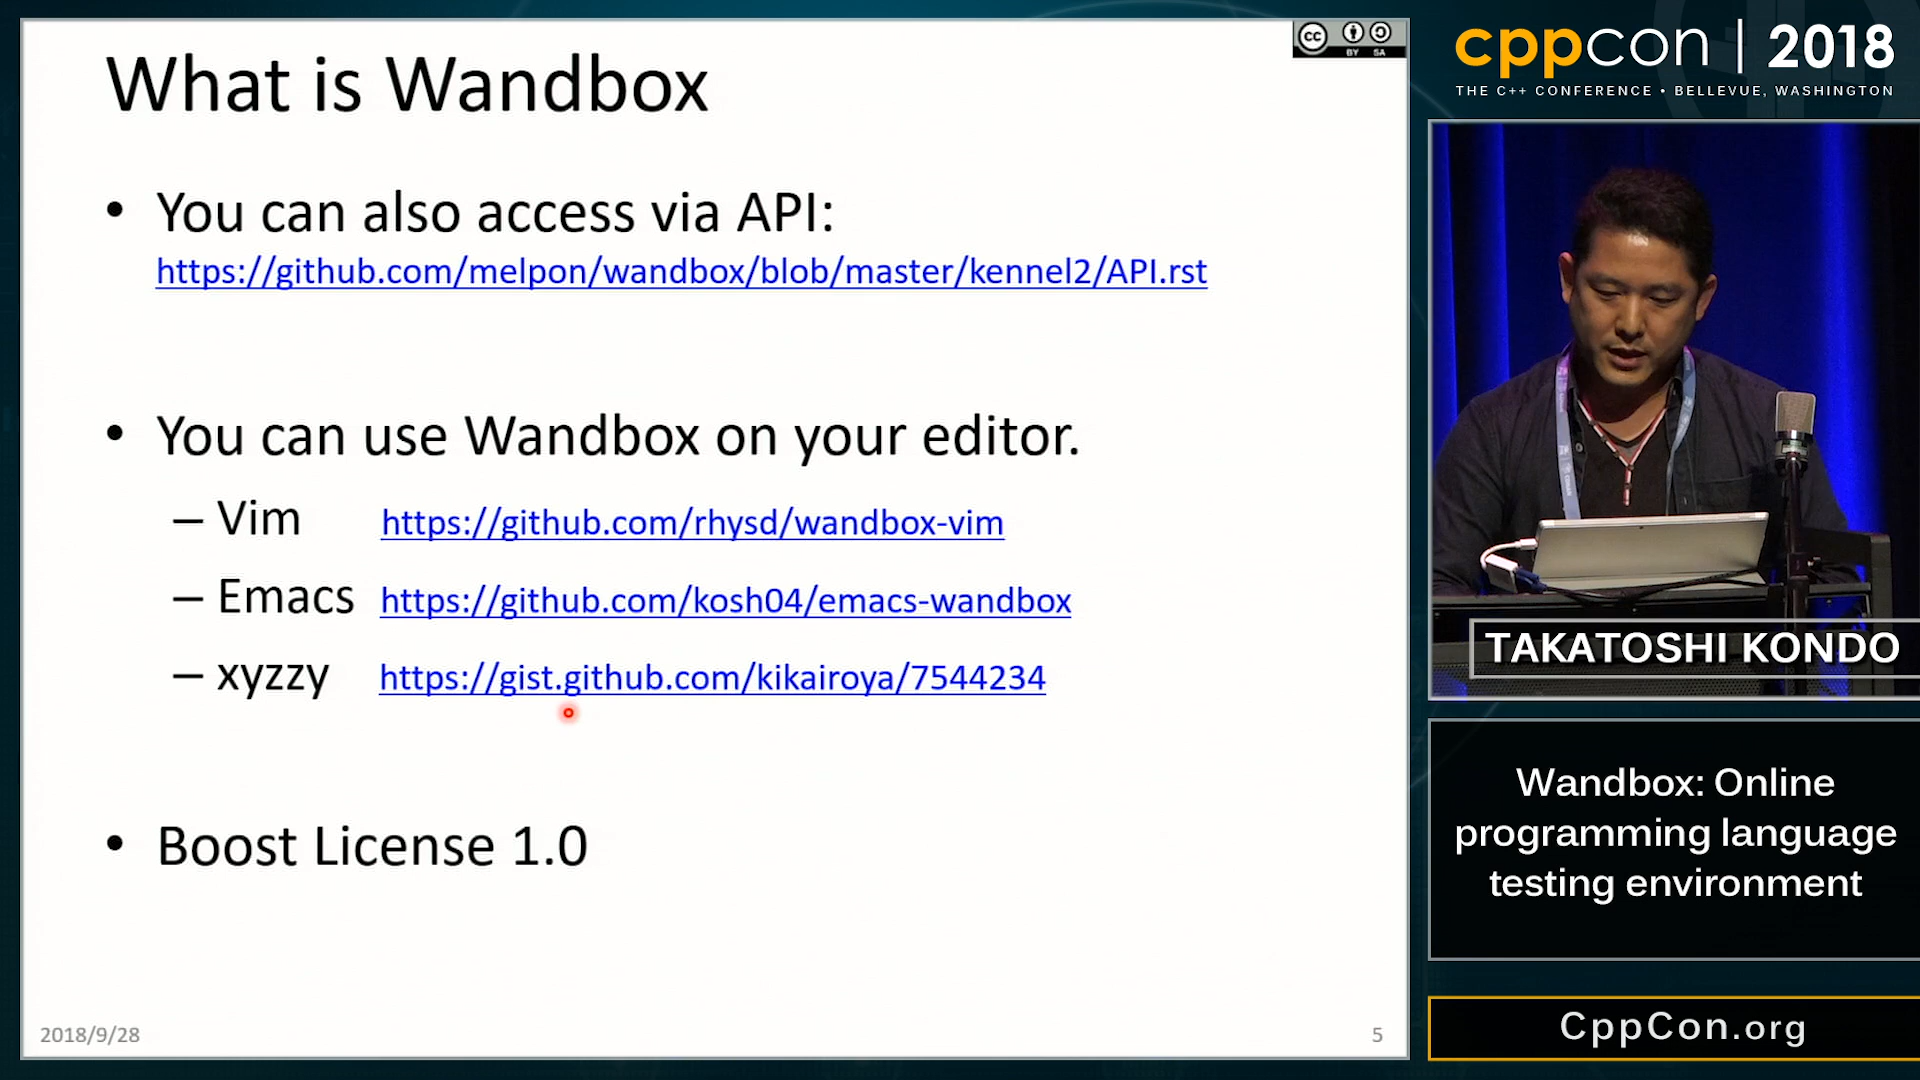 What is Wandbox
CC BY SA
• You can also access via API:
https://github.com/melpon/wandbox/blob/master/kennel2/API.rst
• You can use Wandbox on your editor.
– Vim https://github.com/rhysd/wandbox-vim
– Emacs https://github.com/kosh04/emacs-wandbox
– xyzzy https://gist.github.com/kikairoya/7544234
• Boost License 1.0
2018/9/28
5
cppcon | 2018
THE C++ CONFERENCE • BELLEVUE, WASHINGTON
TAKATOSHI KONDO
Wandbox: Online
programming language
testing environment
CppCon.org